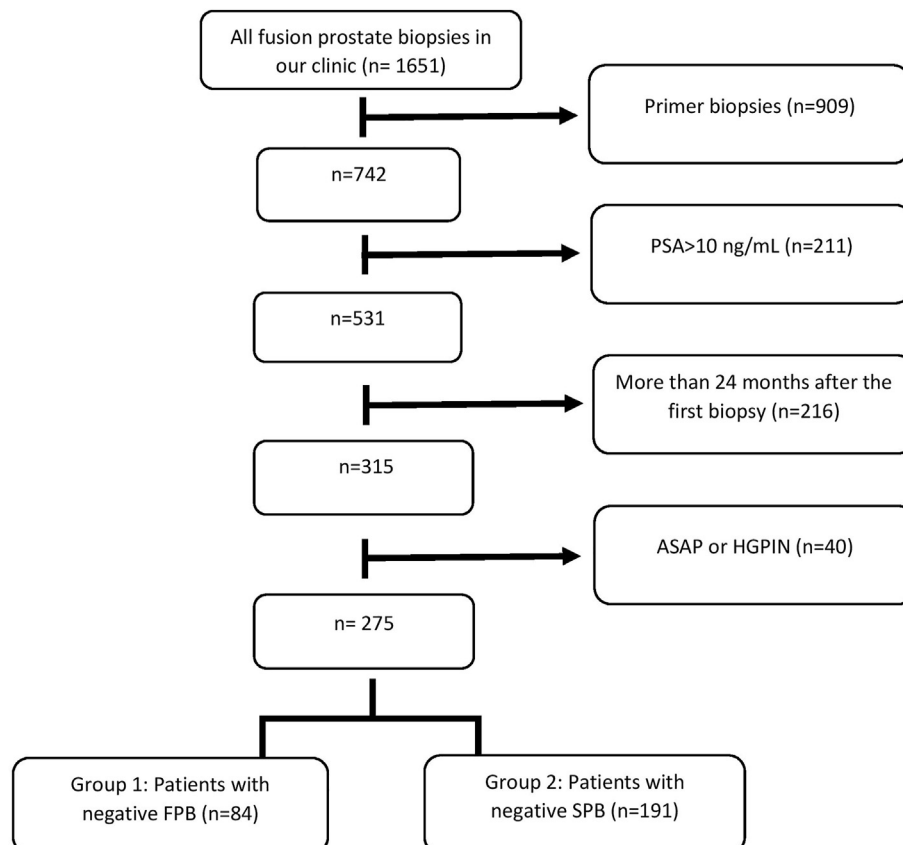 All fusion prostate biopsies in
our clinic (n= 1651)
Primer biopsies (n=909)
n=742
PSA>10 ng/mL (n=211)
n=531
More than 24 months after the
first biopsy (n=216)
n=315
ASAP or HGPIN (n=40)
n= 275
Group 1: Patients with
negative FPB (n=84)
Group 2: Patients with
negative SPB (n=191)